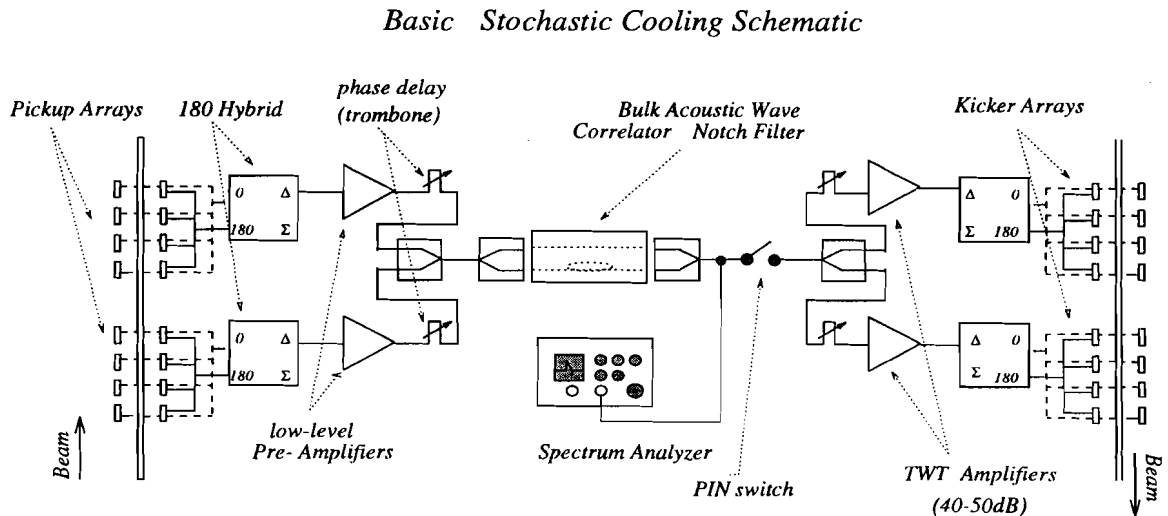 Basic Stochastic Cooling Schematic
phase delay
(trombone)
Pickup Arrays
180 Hybrid
Bulk Acoustic Wave
Correlator Notch Filter
Kicker Arrays
0 Δ
180 Σ
Δ 0
Σ 180
0 Δ
180 Σ
Δ 0
Σ 180
low-level
Pre- Amplifiers
Spectrum Analyzer
PIN switch
TWT Amplifiers
(40-50dB)
Beam
Beam